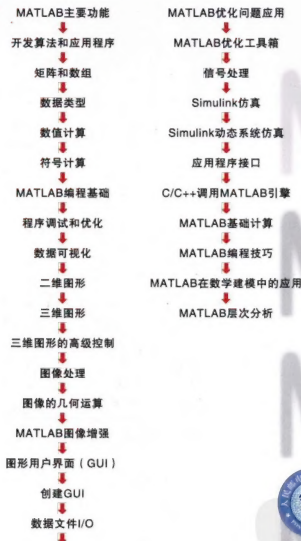 MATLAB主要功能
开发算法和应用程序
矩阵和数组
数据类型
数值计算
符号计算
MATLAB编程基础
程序调试和优化
数据可视化
二维图形
三维图形
三维图形的高级控制
图像处理
图像的几何运算
MATLAB图像增强
图形用户界面（GUI）
创建GUI
数据文件I/O
MATLAB优化问题应用
MATLAB优化工具箱
信号处理
Simulink仿真
Simulink动态系统仿真
应用程序接口
C/C++调用MATLAB引擎
MATLAB基础计算
MATLAB编程技巧
MATLAB在数学建模中的应用
MATLAB层次分析